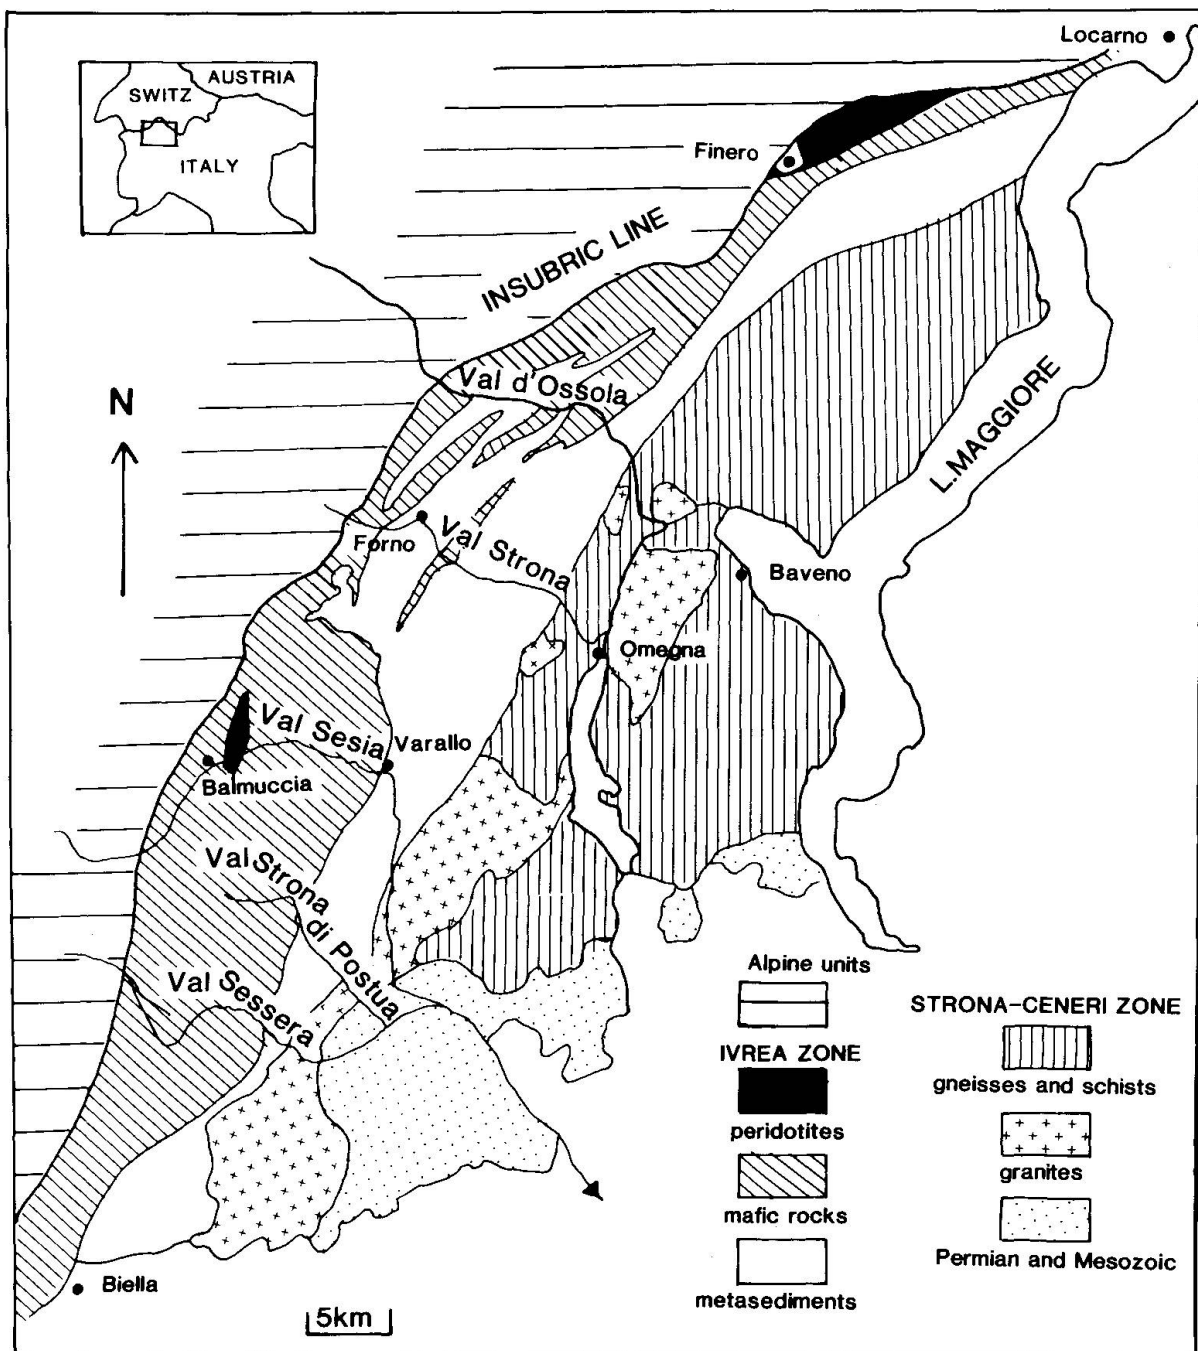 Locarno
AUSTRIA
SWITZ
ITALY
Finero
INSUBRIC LINE
N
Val d'Ossola
L.MAGGIORE
Forno
Val Strona
Baveno
Omegna
Val Sesia
Varallo
Balmuccia
Val Strona
di Postua
Val Sessera
Alpine units
IVREA ZONE
peridotites
mafic rocks
metasediments
STRONA-CENERI ZONE
gneisses and schists
granites
Permian and Mesozoic
Biella
5km